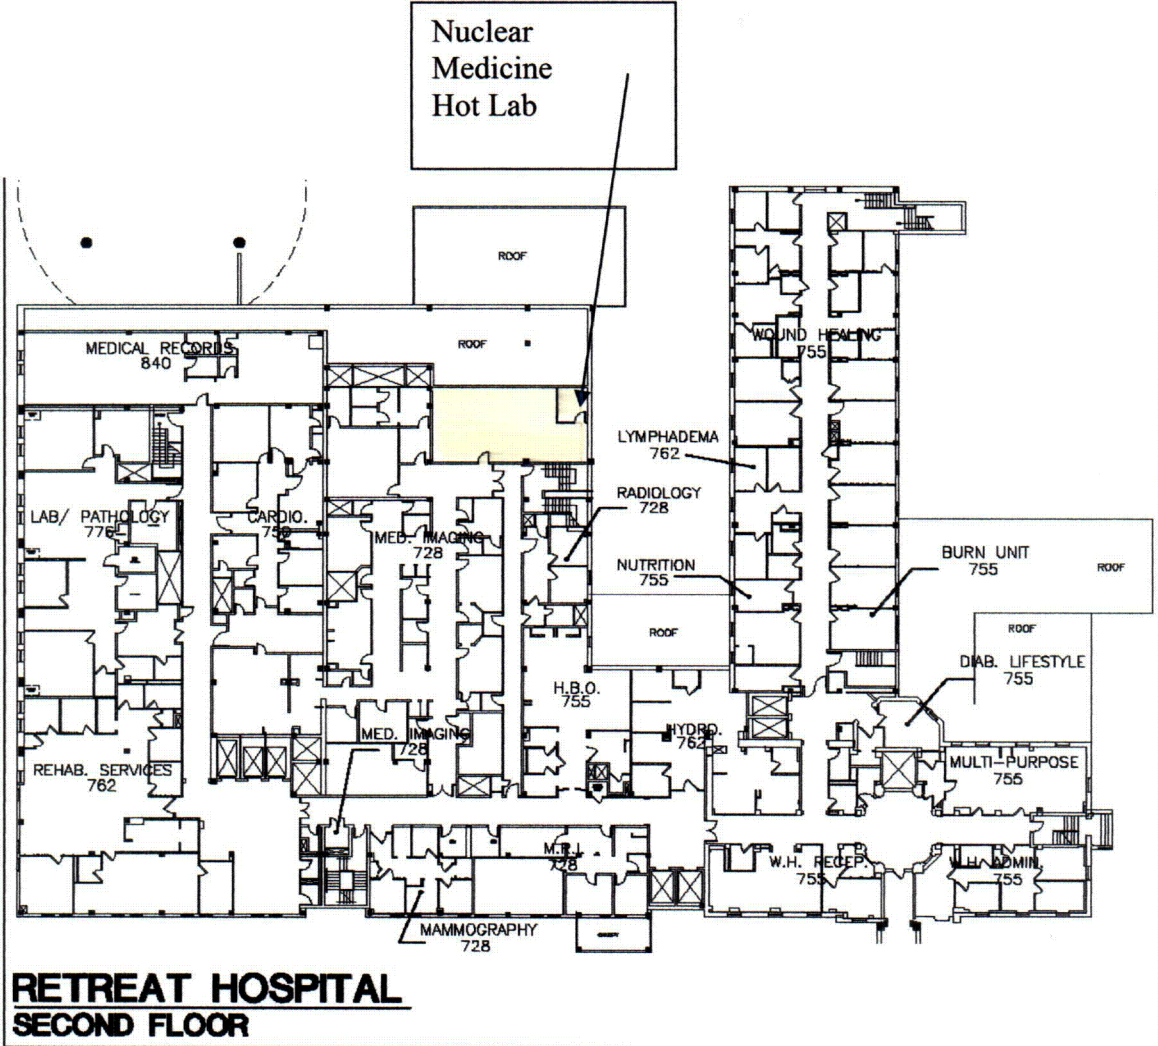 Nuclear
Medicine
Hot Lab
ROOF
ROOF
MEDICAL RECORDS
840
WOUND HEALING
755
LYMPHADEMA
762
RADIOLOGY
728
LAB/ PATHOLOGY
CARDIO.
MED. IMAGING
728
NUTRITION
755
BURN UNIT
755
ROOF
ROOF
ROOF
DIAB. LIFESTYLE
755
H.B.O.
755
HYDRO.
762
MED. IMAGING
728
REHAB. SERVICES
762
MULTI-PURPOSE
755
M.R.I.
728
W.H. RECEP.
755
W.H. ADMIN.
755
MAMMOGRAPHY
728
RETREAT HOSPITAL
SECOND FLOOR